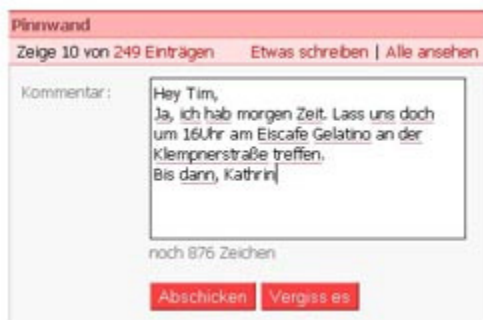 Pinnwand
Zeige 10 von 249 Einträgen Etwas schreiben | Alle ansehen
Kommentar:
Hey Tim,
Ja, ich hab morgen Zeit. Lass uns doch
um 16Uhr am Eiscafe Gelatino an der
Klempnerstraße treffen.
Bis dann, Kathrin
noch 876 Zeichen
Abschicken Vergiss es